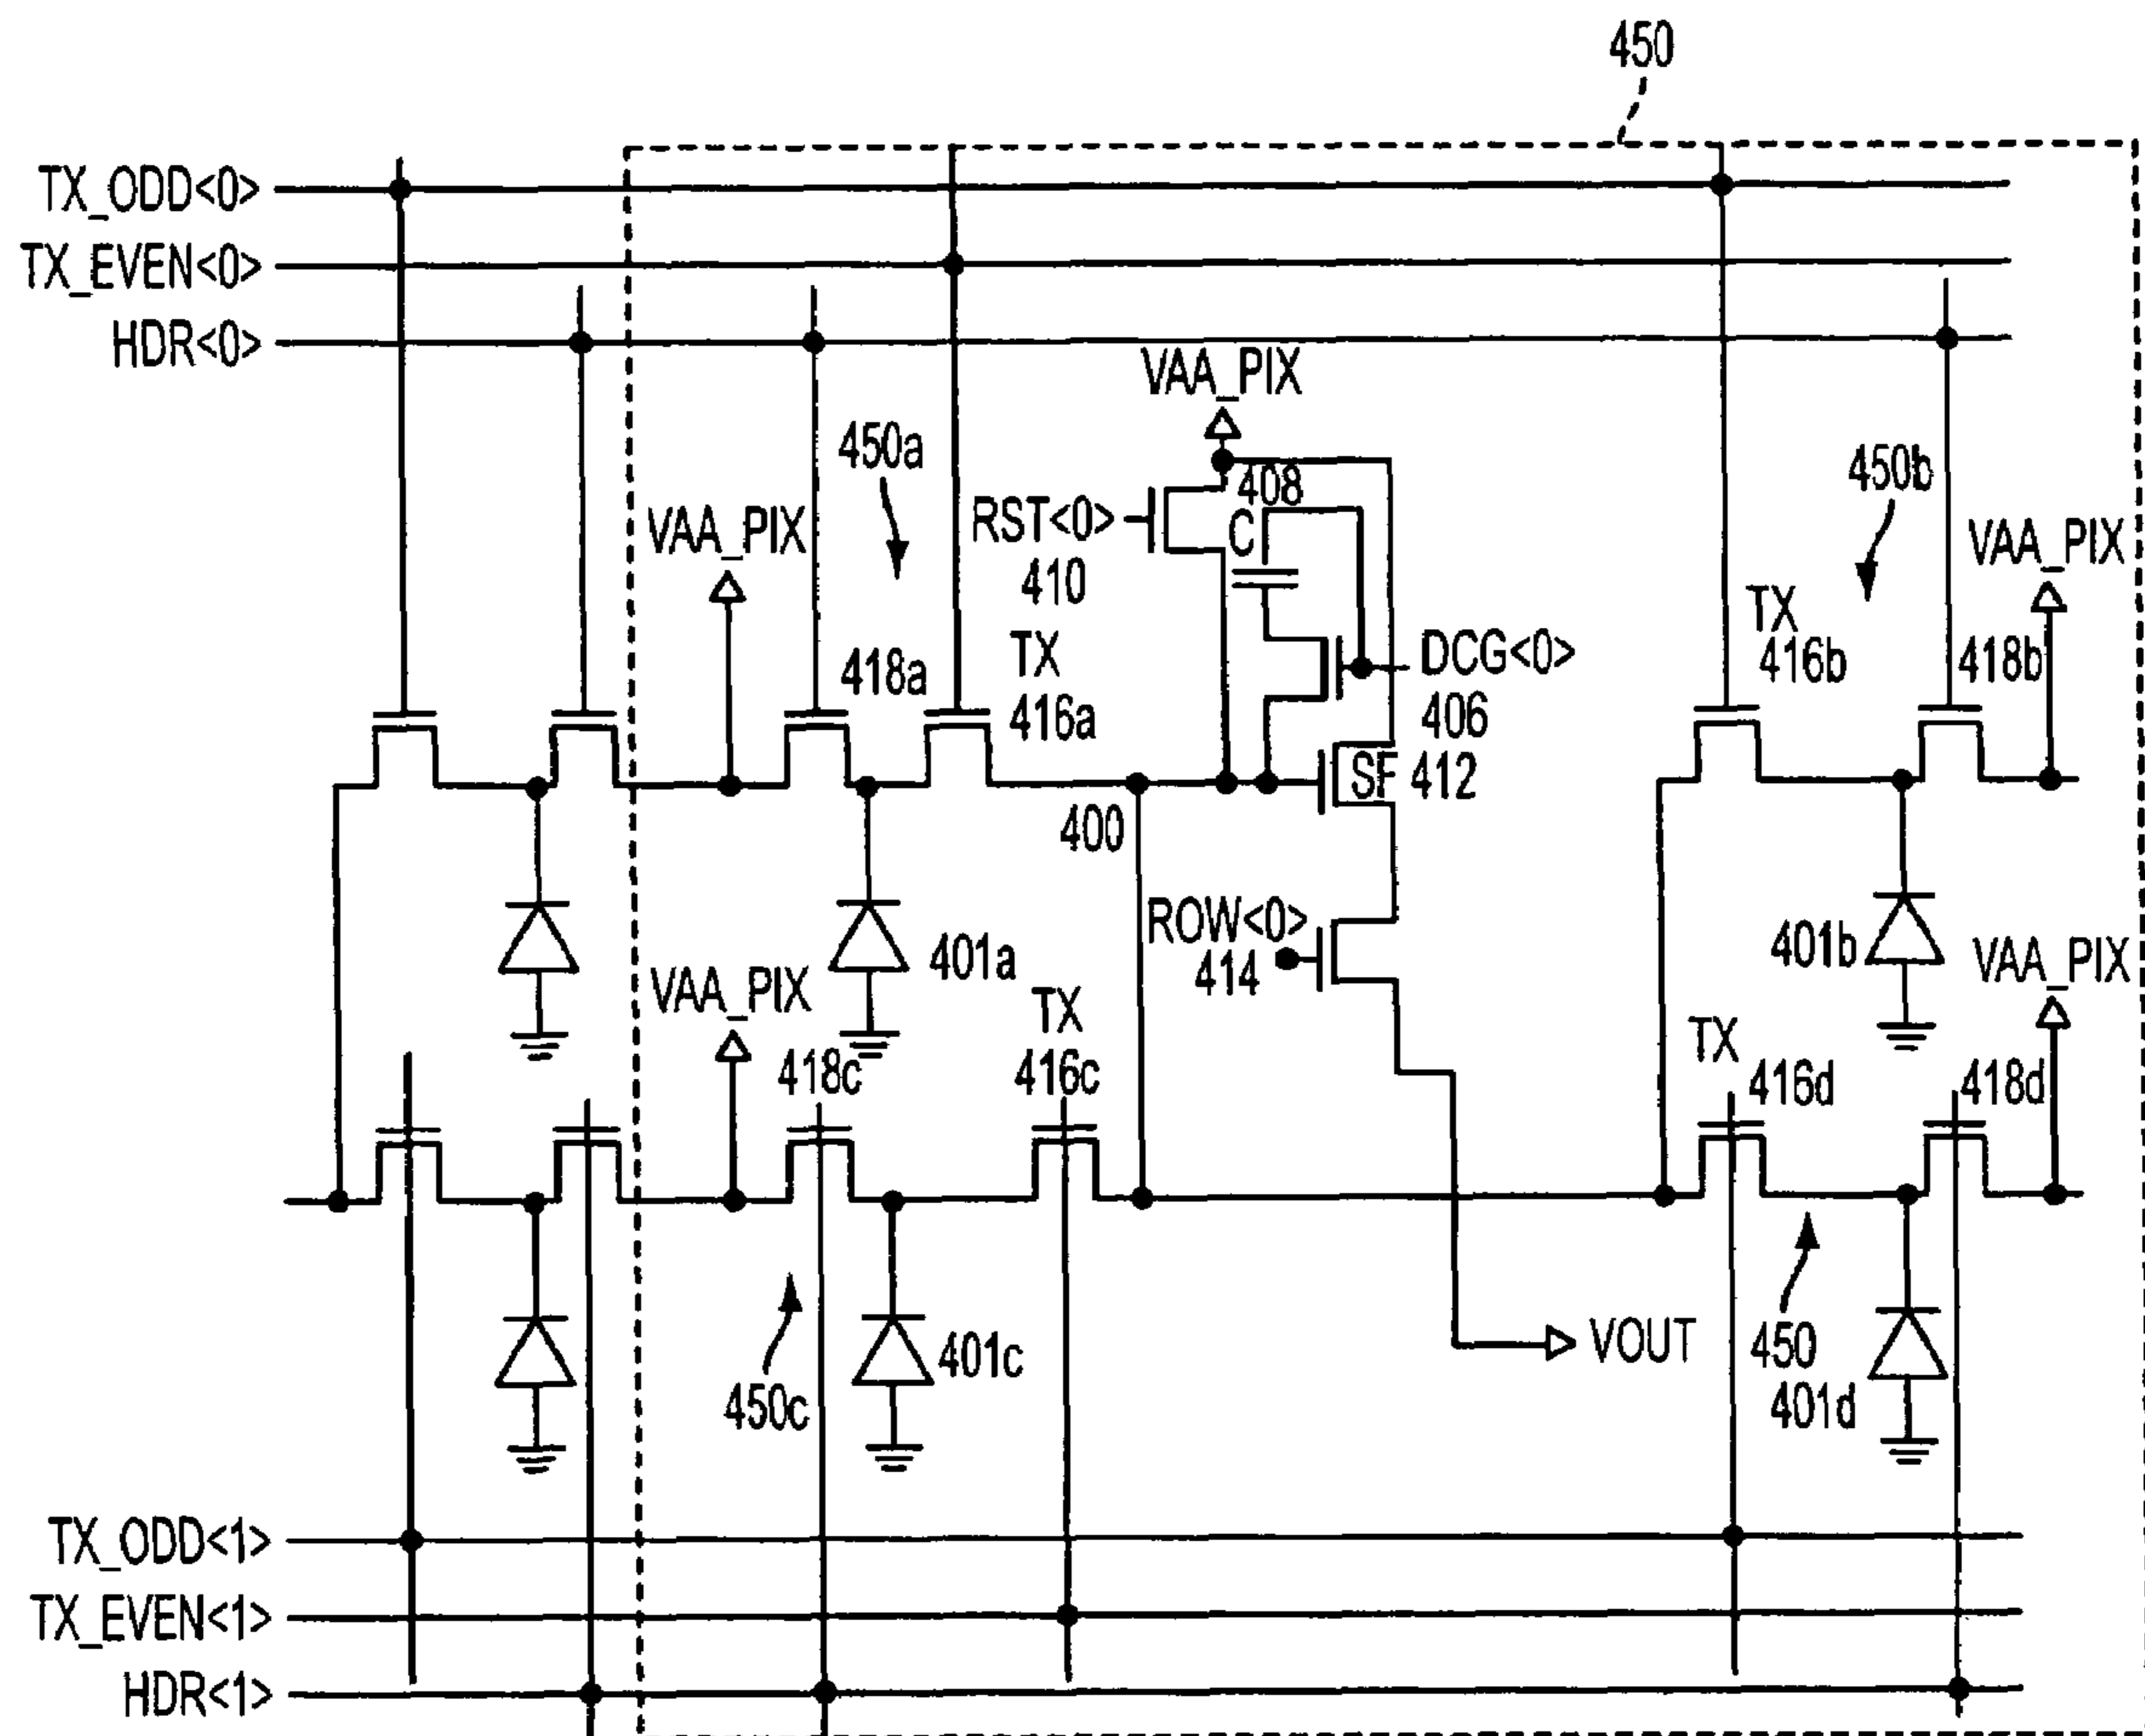 450
TX_ODD<0>
TX_EVEN<0>
HDR<0>
VAA_PIX
450a
408
450b
RST<0>
C
VAA_PIX
VAA_PIX
410
TX
TX
DCG<0>
416b
418b
418a
416a
406
SF 412
400
ROW<0>
401a
401b
VAA_PIX
414
VAA_PIX
TX
TX
418c
416c
416d
418d
VOUT
450
401c
450c
401d
TX_ODD<1>
TX_EVEN<1>
HDR<1>